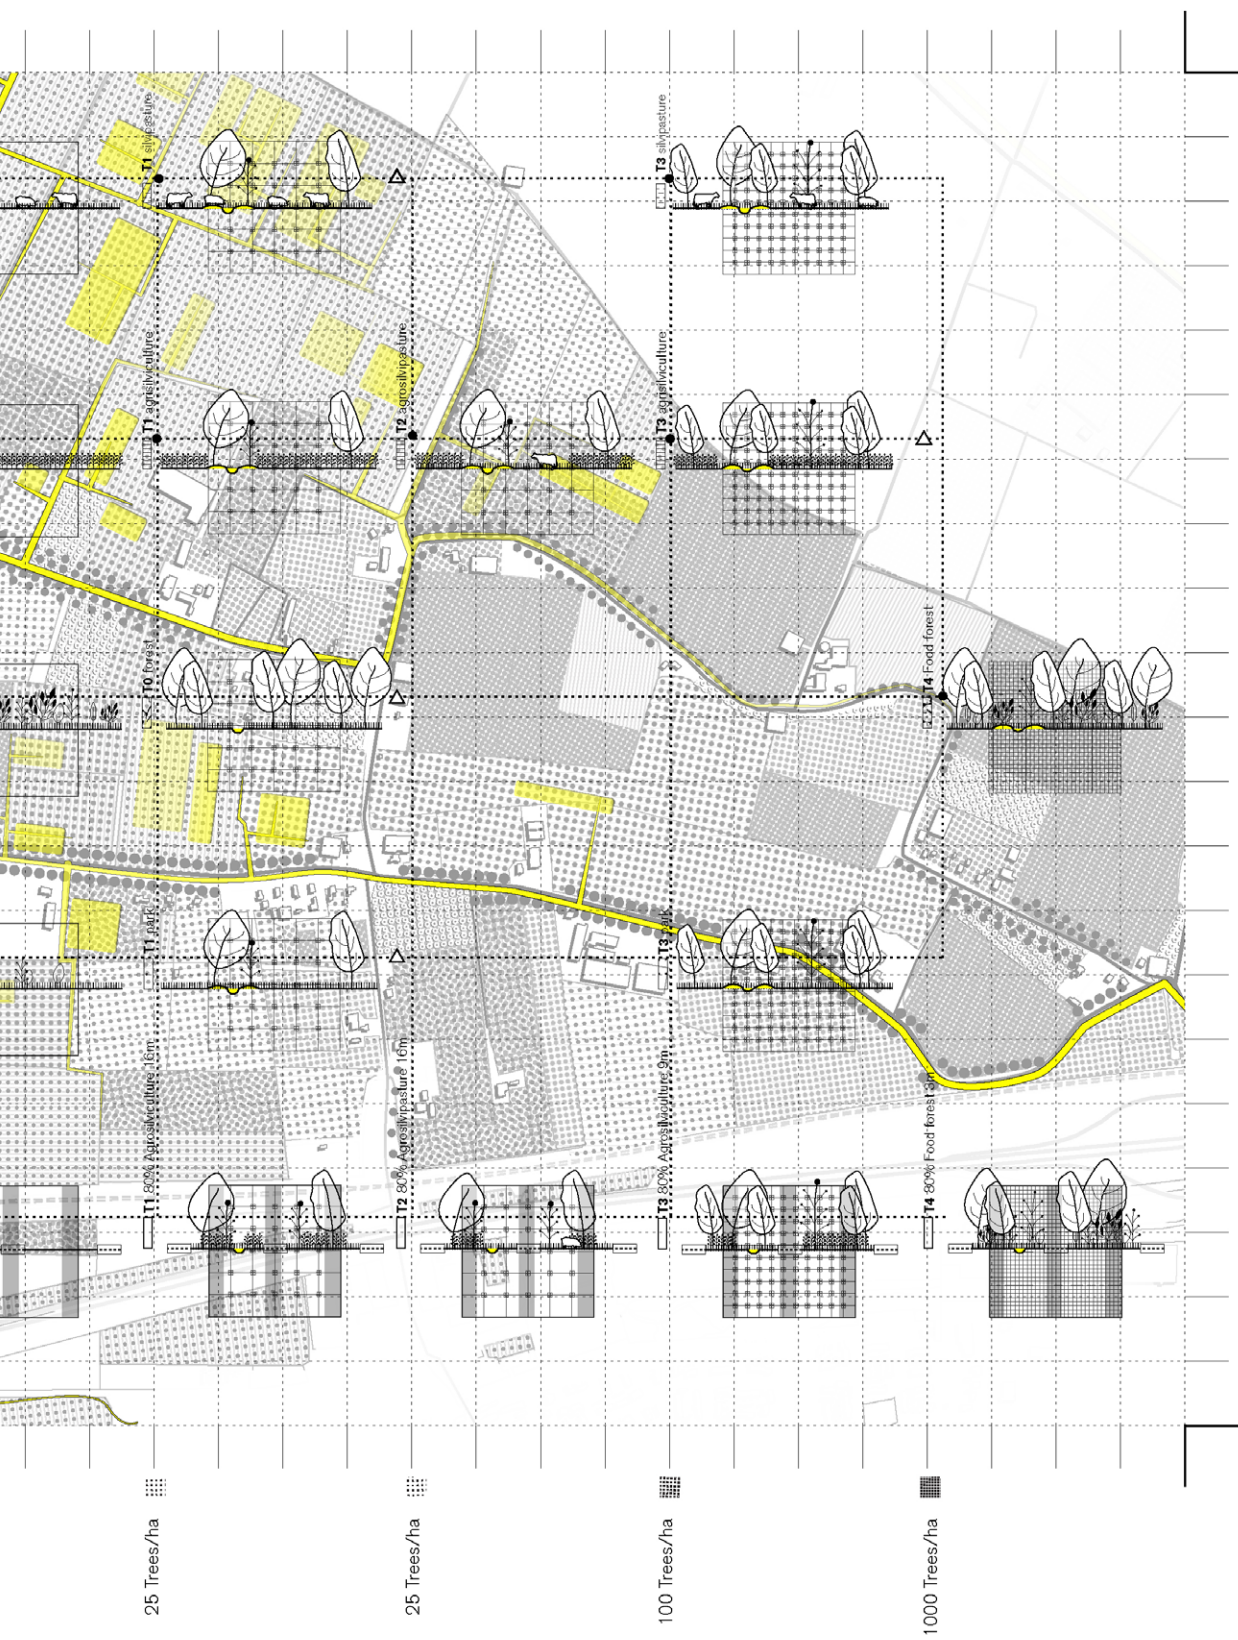 T1 silvipasture
T3 silvipasture
T1 agrisilviculture
T2 agrosilvipasture
T3 agrisilviculture
T0 forest
T4 Food forest
T1 park
T3 park
T1 80% Agrosilviculture 16m
T2 80% Agrosilvipasture 16m
T3 80% Agrosilviculture 9m
T4 80% Food forest 3m
25 Trees/ha
25 Trees/ha
100 Trees/ha
1000 Trees/ha